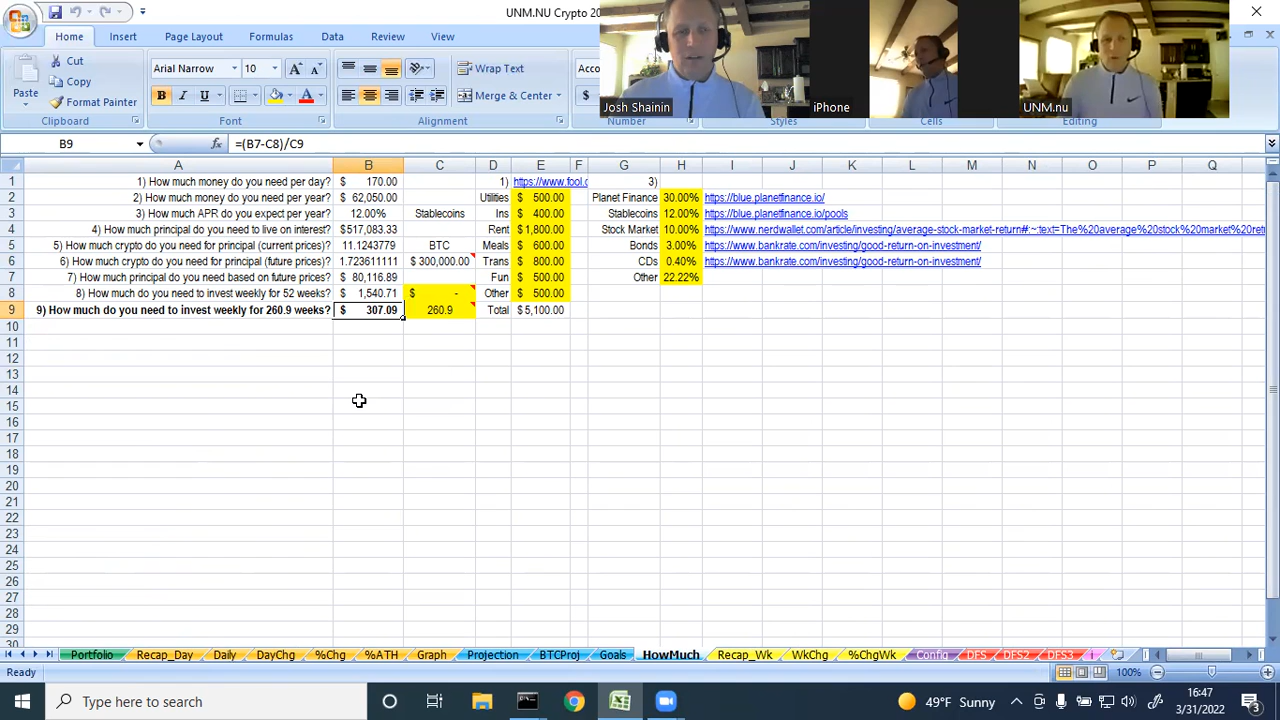 UNM.NU Crypto 20
Home Insert Page Layout Formulas Data Review View
Paste
Cut
Copy
Format Painter
Clipboard
Arial Narrow 10
B I U
Font
Wrap Text
Merge & Center
Alignment
Acco
$
Number
Styles
Cells
Editing
Josh Shainin
iPhone
UNM.nu
B9 fx =(B7-C8)/C9
A B C D E F G H I J K L M N O P Q
1 1) How much money do you need per day? $ 170.00 1) https://www.fool.c 3)
2 2) How much money do you need per year? $ 62,050.00 Utilities $ 500.00 Planet Finance 30.00% https://blue.planetfinance.io/
3 3) How much APR do you expect per year? 12.00% Stablecoins Ins $ 400.00 Stablecoins 12.00% https://blue.planetfinance.io/pools
4 4) How much principal do you need to live on interest? $517,083.33 Rent $1,800.00 Stock Market 10.00% https://www.nerdwallet.com/article/investing/average-stock-market-return#:~:text=The%20average%20stock%20market%20ret
5 5) How much crypto do you need for principal (current prices)? 11.1243779 BTC Meals $ 600.00 Bonds 3.00% https://www.bankrate.com/investing/good-return-on-investment/
6 6) How much crypto do you need for principal (future prices)? 1.723611111 $ 300,000.00 Trans $ 800.00 CDs 0.40% https://www.bankrate.com/investing/good-return-on-investment/
7 7) How much principal do you need based on future prices? $ 80,116.89 Fun $ 500.00 Other 22.22%
8 8) How much do you need to invest weekly for 52 weeks? $ 1,540.71 $ - Other $ 500.00
9 9) How much do you need to invest weekly for 260.9 weeks? $ 307.09 260.9 Total $ 5,100.00
10
11
12
13
14
15
16
17
18
19
20
21
22
23
24
25
26
27
28
29
30
Portfolio Recap_Day Daily DayChg %Chg %ATH Graph Projection BTCProj Goals HowMuch Recap_Wk WkChg %ChgWk Config DFS DFS2 DFS3 i
Ready 100%
Type here to search
49°F Sunny
16:47
3/31/2022
3